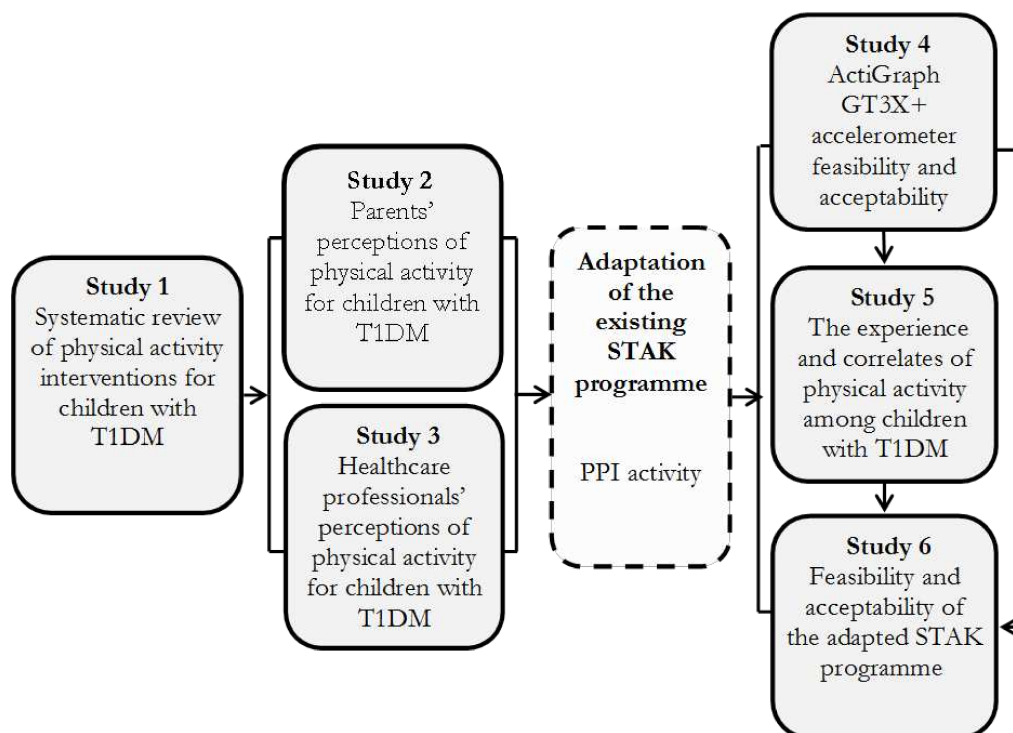 Study 1
Systematic review
of physical activity
interventions for
children with
T1DM
Study 2
Parents’
perceptions of
physical activity
for children with
T1DM
Study 3
Healthcare
professionals’
perceptions of
physical activity
for children with
T1DM
Adaptation
of the
existing
STAK
programme
PPI activity
Study 4
ActiGraph
GT3X+
accelerometer
feasibility and
acceptability
Study 5
The experience
and correlates of
physical activity
among children
with T1DM
Study 6
Feasibility and
acceptability of
the adapted STAK
programme